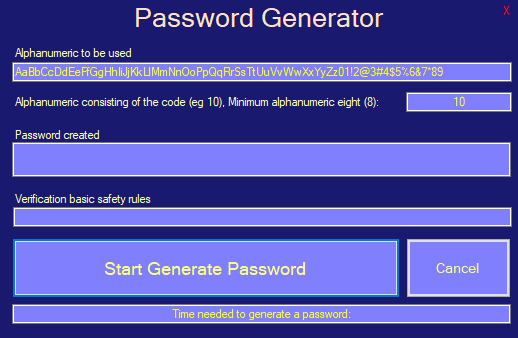 Password Generator
X
Alphanumeric to be used
AaBbCcDdEeFfGgHhIiJjKkLlMmNnOoPpQqRrSsTtUuVvWwXxYyZz01!2@3#4$5%6&7*89
Alphanumeric consisting of the code (eg 10), Minimum alphanumeric eight (8):
10
Password created
Verification basic safety rules
Start Generate Password
Cancel
Time needed to generate a password: